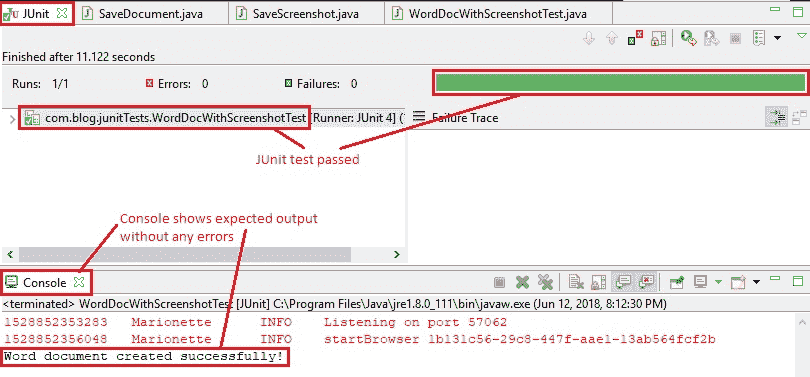 JUnit SaveDocument.java SaveScreenshot.java WordDocWithScreenshotTest.java
Finished after 11.122 seconds
Runs: 1/1 Errors: 0 Failures: 0
com.blog.junitTests.WordDocWithScreenshotTest [Runner: JUnit 4] ( Failure Trace
JUnit test passed
Console shows expected output
without any errors
Console
<terminated> WordDocWithScreenshotTest [JUnit] C:\Program Files\Java\jre1.8.0_111\bin\javaw.exe (Jun 12, 2018, 8:12:30 PM)
1528852353283 Marionette INFO Listening on port 57062
1528852356048 Marionette INFO startBrowser 1b131c56-29c8-447f-aae1-13ab564fcf2b
Word document created successfully!